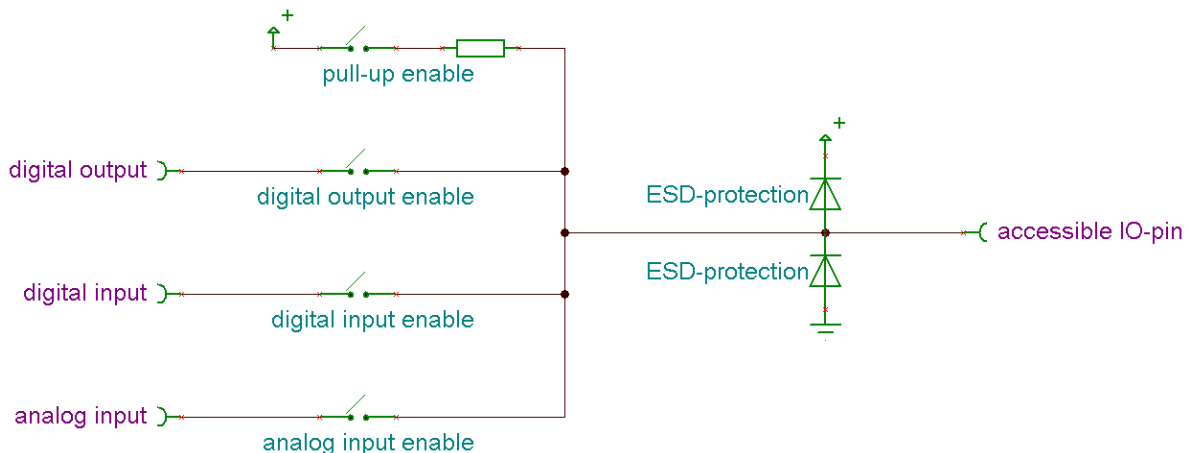 +
pull-up enable
+
digital output
digital output enable
ESD-protection
accessible IO-pin
ESD-protection
digital input
digital input enable
analog input
analog input enable